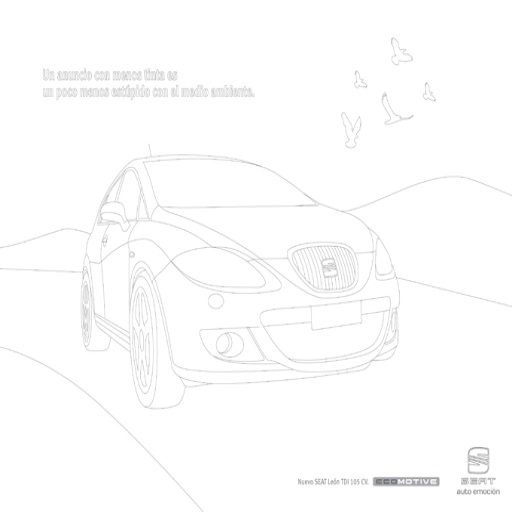 Un anuncio con menos tinta es
un poco menos estúpido con el medio ambiente.
Nuevo SEAT León TDI 105 CV. ECOMOTIVE
SEAT
auto emoción